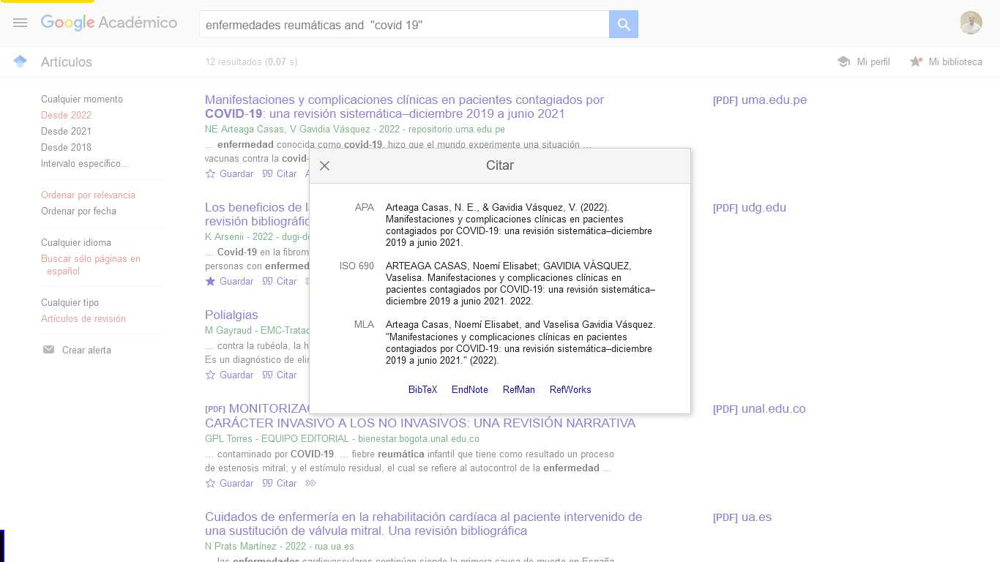 Google Académico
enfermedades reumáticas and "covid 19"
Artículos
12 resultados (0.07 s)
Mi perfil
Mi biblioteca
Cualquier momento
Desde 2022
Desde 2021
Desde 2018
Intervalo específico...
Ordenar por relevancia
Ordenar por fecha
Cualquier idioma
Buscar sólo páginas en
español
Cualquier tipo
Artículos de revisión
Crear alerta
Manifestaciones y complicaciones clínicas en pacientes contagiados por
COVID-19: una revisión sistemática–diciembre 2019 a junio 2021
NE Arteaga Casas, V Gavidia Vásquez - 2022 - repositorio.uma.edu.pe
... enfermedad conocida como covid-19, hizo que el mundo experimente una situación ...
vacunas contra la covid-
Guardar Citar
[PDF] uma.edu.pe
Los beneficios de
revisión bibliográfic
K Arsenii - 2022 - dugi-d
... Covid-19 en la fibrom
personas con enfermed
Guardar Citar
[PDF] udg.edu
Polialgias
M Gayraud - EMC-Tratad
... contra la rubéola, la h
Es un diagnóstico de eli
Guardar Citar
[PDF] MONITORIZA
CARÁCTER INVASIVO A LOS NO INVASIVOS: UNA REVISIÓN NARRATIVA
GPL Torres - EQUIPO EDITORIAL - bienestar.bogota.unal.edu.co
... contaminado por COVID-19. ... fiebre reumática infantil que tiene como resultado un proceso
de estenosis mitral; y el estímulo residual, el cual se refiere al autocontrol de la enfermedad ...
Guardar Citar
[PDF] unal.edu.co
Cuidados de enfermería en la rehabilitación cardíaca al paciente intervenido de
una sustitución de válvula mitral. Una revisión bibliográfica
N Prats Martínez - 2022 - rua.ua.es
... las enfermedades cardiovasculares continúan siendo la primera causa de muerte en España
[PDF] ua.es
Citar
APA Arteaga Casas, N. E., & Gavidia Vásquez, V. (2022).
Manifestaciones y complicaciones clínicas en pacientes
contagiados por COVID-19: una revisión sistemática–diciembre
2019 a junio 2021.
ISO 690 ARTEAGA CASAS, Noemí Elisabet; GAVIDIA VÁSQUEZ,
Vaselisa. Manifestaciones y complicaciones clínicas en
pacientes contagiados por COVID-19: una revisión sistemática–
diciembre 2019 a junio 2021. 2022.
MLA Arteaga Casas, Noemí Elisabet, and Vaselisa Gavidia Vásquez.
"Manifestaciones y complicaciones clínicas en pacientes
contagiados por COVID-19: una revisión sistemática–diciembre
2019 a junio 2021." (2022).
BibTeX EndNote RefMan RefWorks